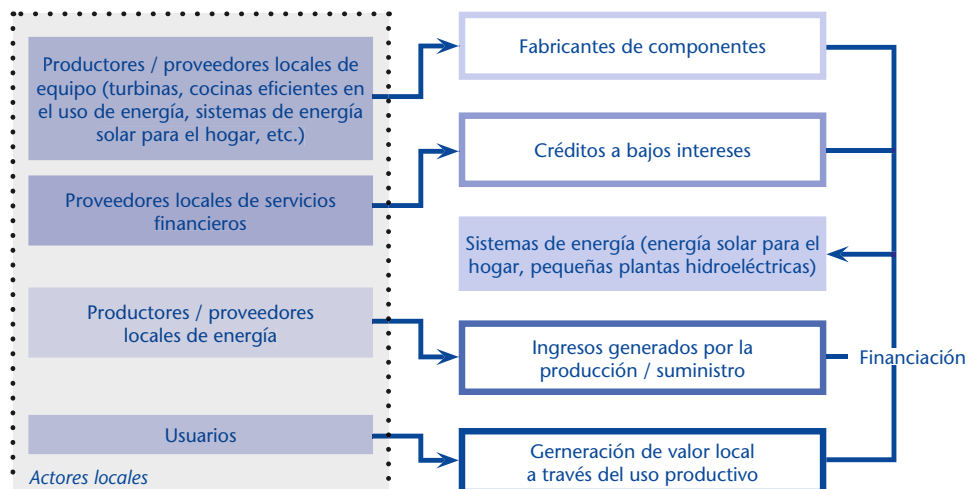 Productores / proveedores locales de
equipo (turbinas, cocinas eficientes en
el uso de energía, sistemas de energía
solar para el hogar, etc.)
Proveedores locales de servicios
financieros
Productores / proveedores
locales de energía
Usuarios
Actores locales
Fabricantes de componentes
Créditos a bajos intereses
Sistemas de energía (energía solar para el
hogar, pequeñas plantas hidroeléctricas)
Ingresos generados por la
producción / suministro
Gerneración de valor local
a través del uso productivo
Financiación